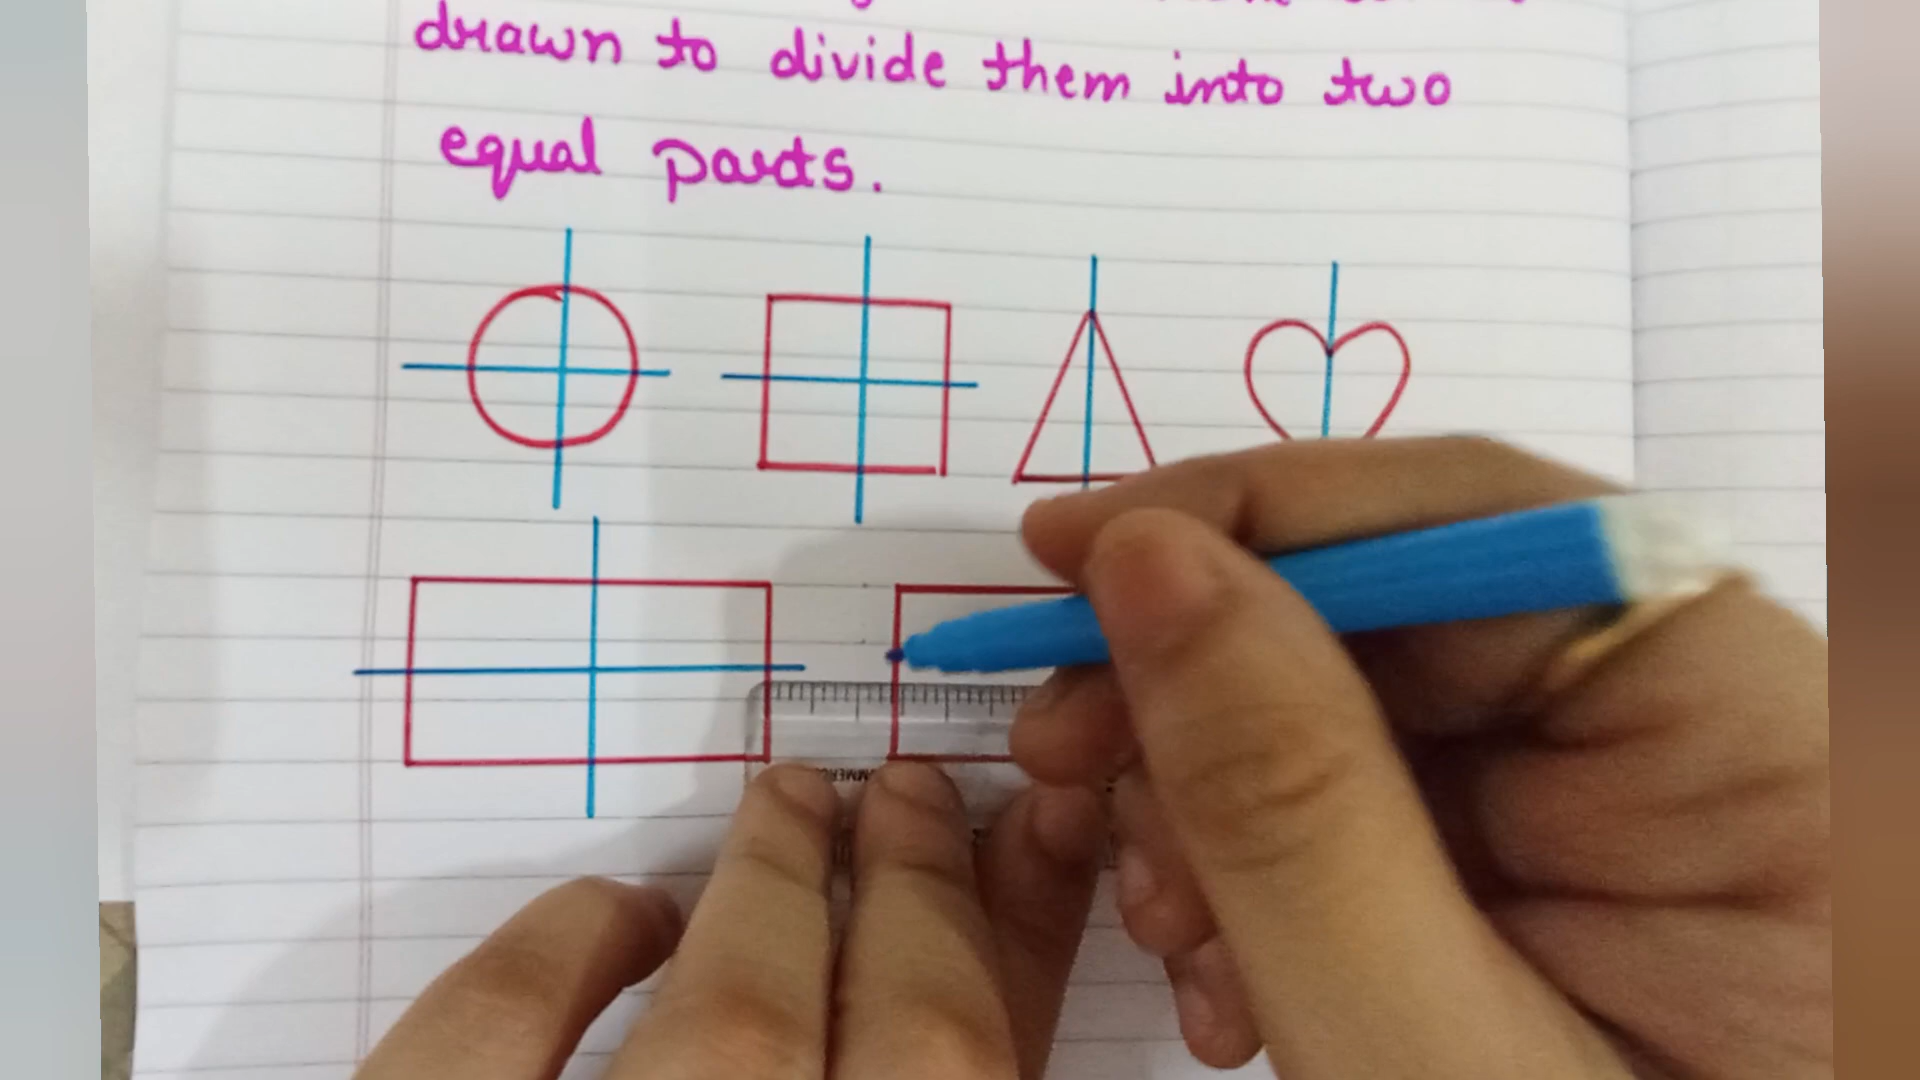 drawn to divide them into two
equal parts.